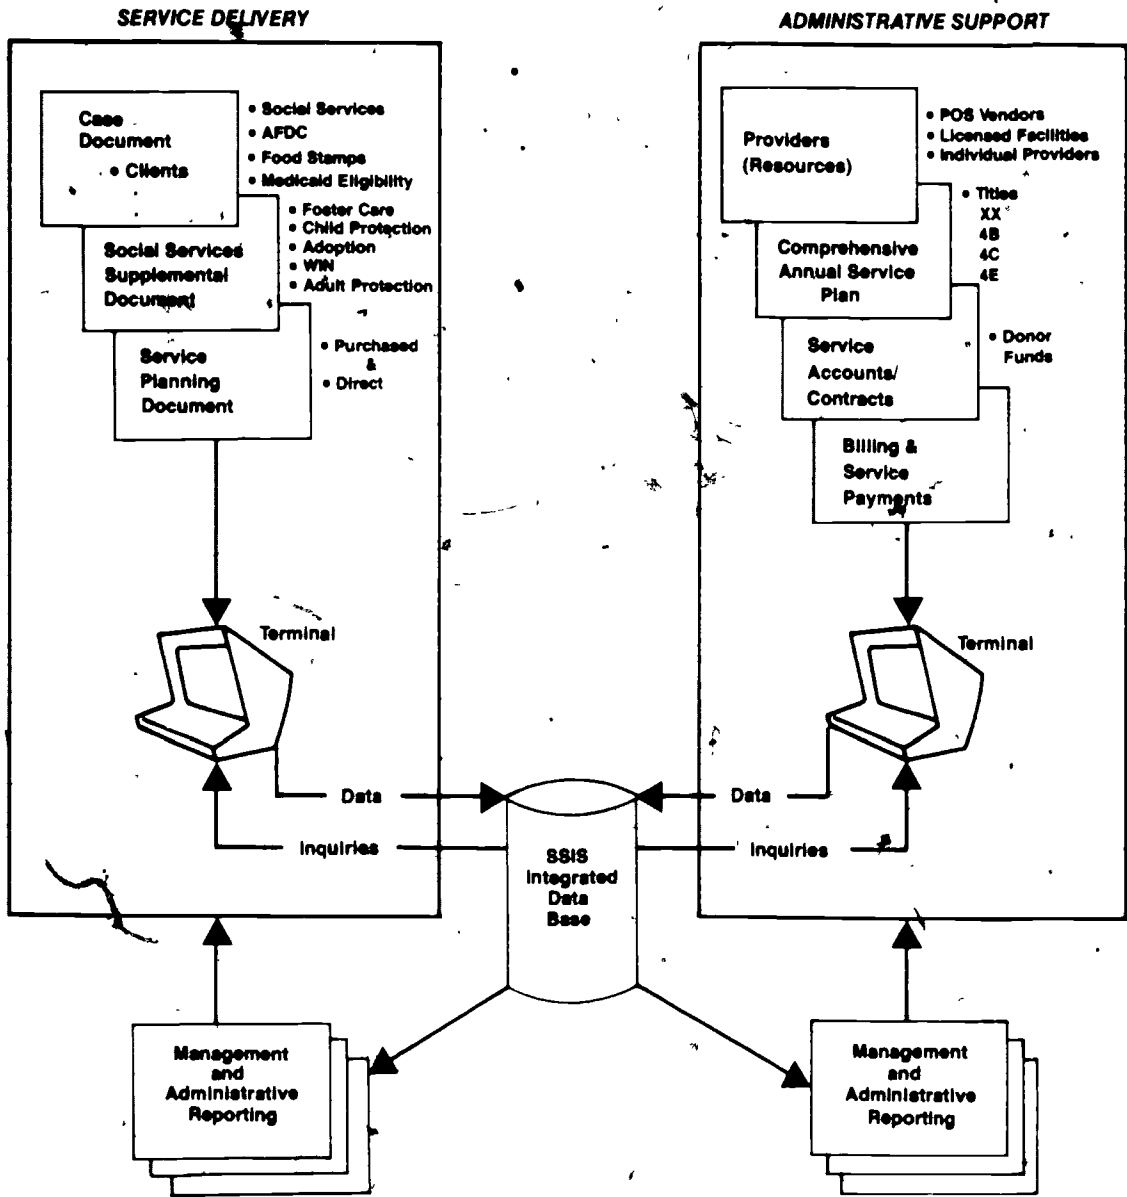 SERVICE DELIVERY
Case
Document
• Clients
• Social Services
• AFDC
• Food Stamps
• Medicaid Eligibility
Social Services
Supplemental
Document
• Foster Care
• Child Protection
• Adoption
• WIN
• Adult Protection
Service
Planning
Document
• Purchased
&
• Direct
Terminal
Data
Inquiries
Management
and
Administrative
Reporting
SSIS
Integrated
Data
Base
ADMINISTRATIVE SUPPORT
Providers
(Resources)
• POS Vendors
• Licensed Facilities
• Individual Providers
Comprehensive
Annual Service
Plan
• Titles
XX
4B
4C
4E
Service
Accounts/
Contracts
• Donor
Funds
Billing &
Service
Payments
Terminal
Data
Inquiries
Management
and
Administrative
Reporting